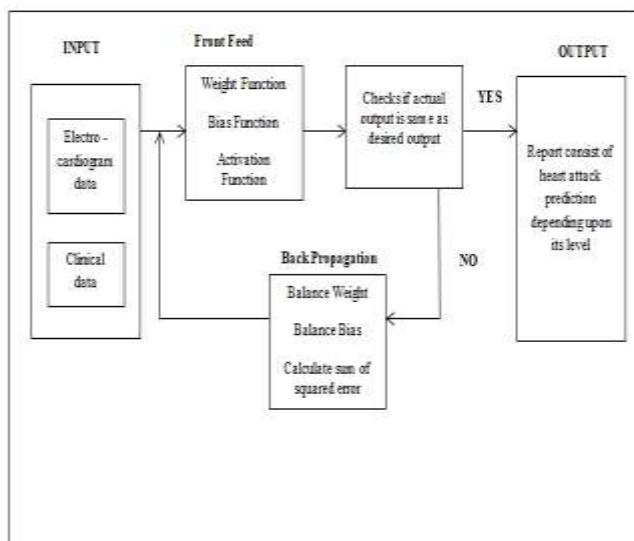 INPUT
Electro -
cardiogram
data
Clinical
data
Front Feed
Weight Function
Bias Function
Activation
Function
Checks if actual
output is same as
desired output
YES
NO
OUTPUT
Report consist of
heart attack
prediction
depending upon
its level
Back Propagation
Balance Weight
Balance Bias
Calculate sum of
squared error